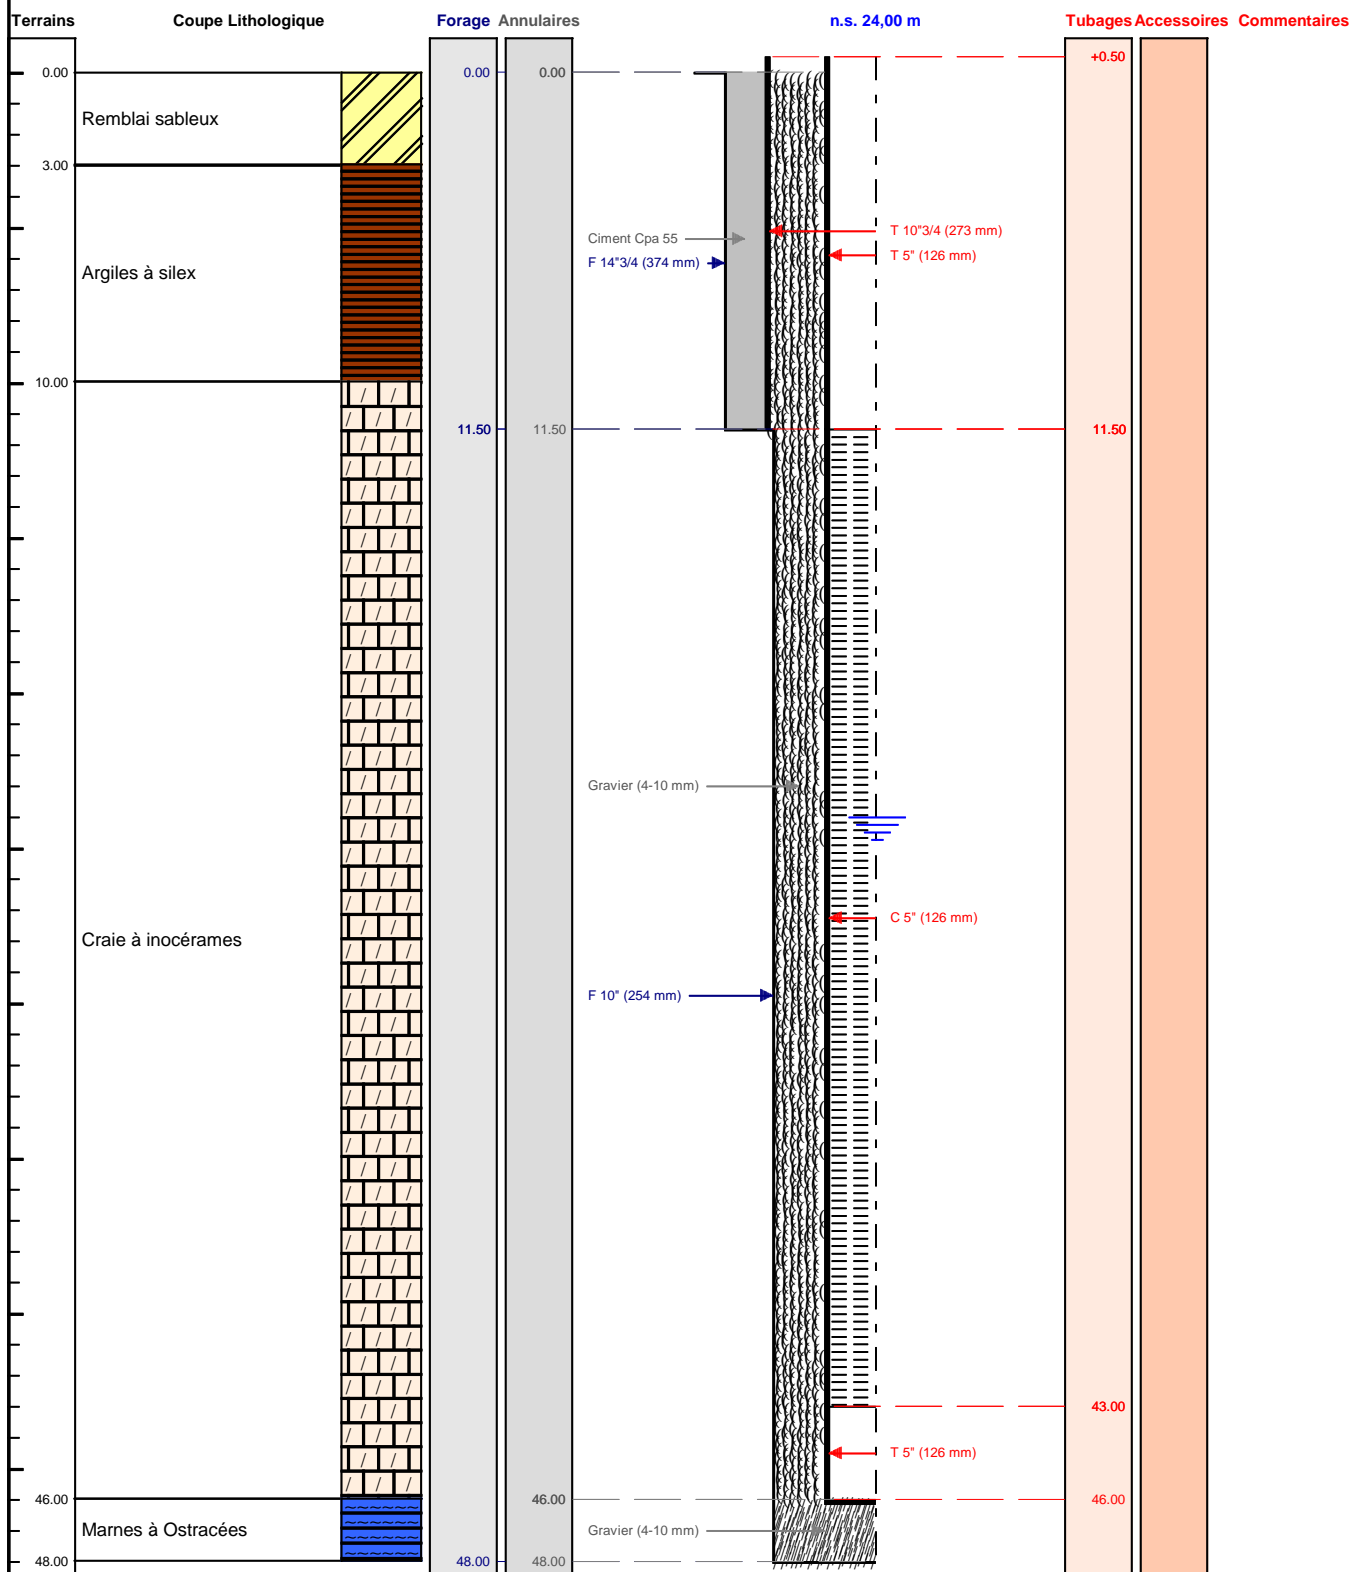 Terrains Coupe Lithologique Forage Annulaires n.s. 24,00 m Tubages Accessoires Commentaires
+0.50
0.00 0.00 0.00
Remblai sableux
3.00
T 10"3/4 (273 mm)
Ciment Cpa 55
T 5" (126 mm)
F 14"3/4 (374 mm)
Argiles à silex
10.00
11.50 11.50 11.50
Gravier (4-10 mm)
C 5" (126 mm)
Craie à inocérames
F 10" (254 mm)
43.00
T 5" (126 mm)
46.00 46.00 46.00
Marnes à Ostracées
Gravier (4-10 mm)
48.00 48.00 48.00